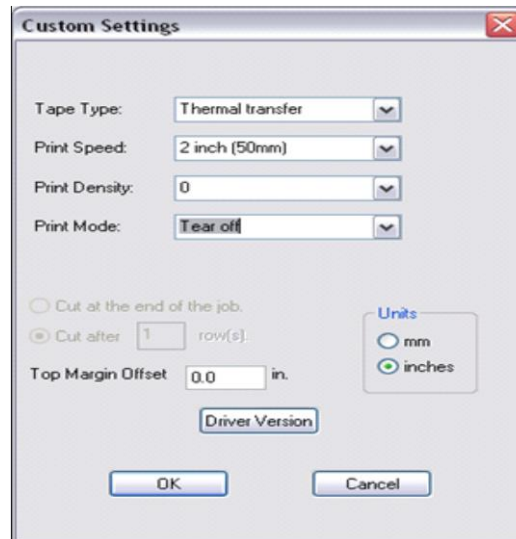 Custom Settings
Tape Type: Thermal transfer
Print Speed: 2 inch (50mm)
Print Density: 0
Print Mode: Tear off
Cut at the end of the job.
Units
Cut after 1 row(s).
mm
Top Margin Offset 0.0 in.
inches
Driver Version
OK Cancel